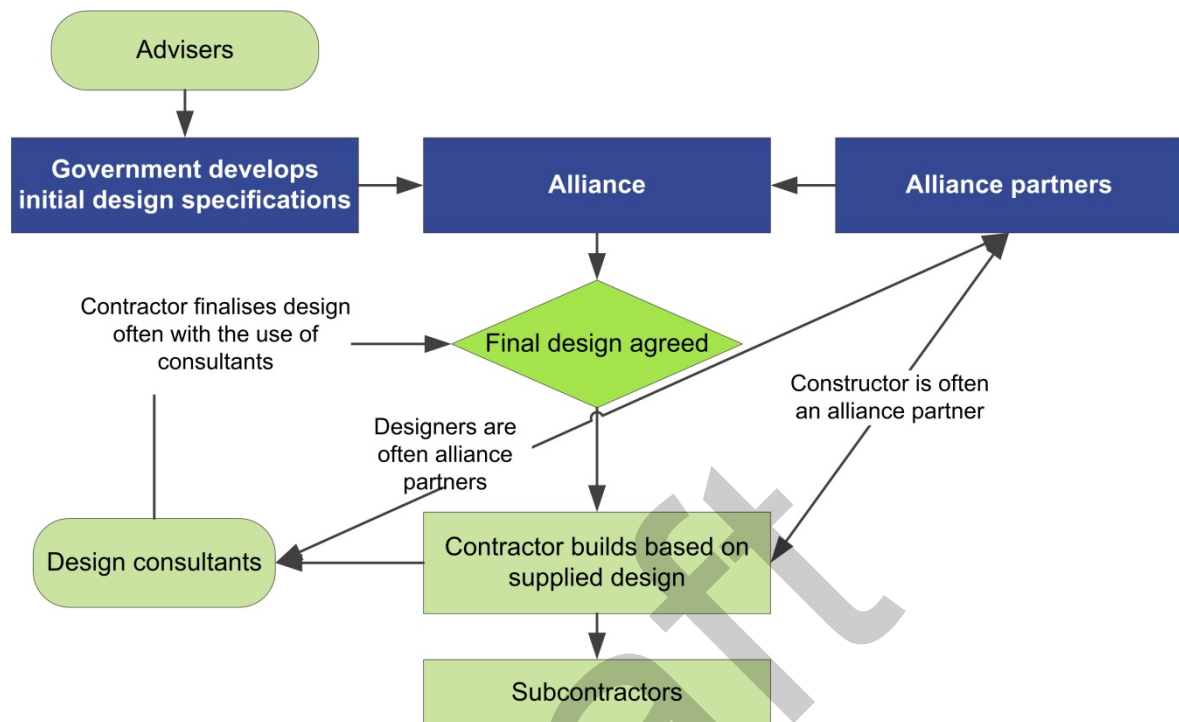 Advisers
Government develops
initial design specifications
Alliance
Alliance partners
Contractor finalises design
often with the use of
consultants
Final design agreed
Constructor is often
an alliance partner
Designers are
often alliance
partners
Design consultants
Contractor builds based on
supplied design
Subcontractors